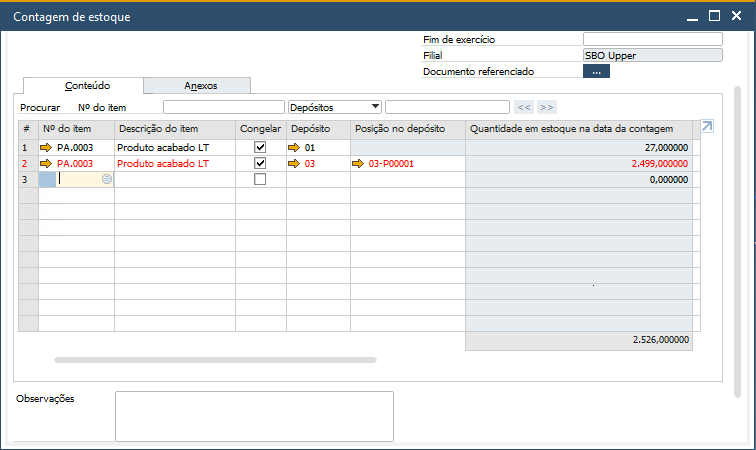 Contagem de estoque
Fim de exercício
Filial SBO Upper
Documento referenciado ...
Conteúdo Anexos
Procurar Nº do item Depósitos << >>
# Nº do item Descrição do item Congelar Depósito Posição no depósito Quantidade em estoque na data da contagem
1 PA.0003 Produto acabado LT 01 27,000000
2 PA.0003 Produto acabado LT 03 03-P00001 2.499,000000
3 0,000000
2.526,000000
Observações